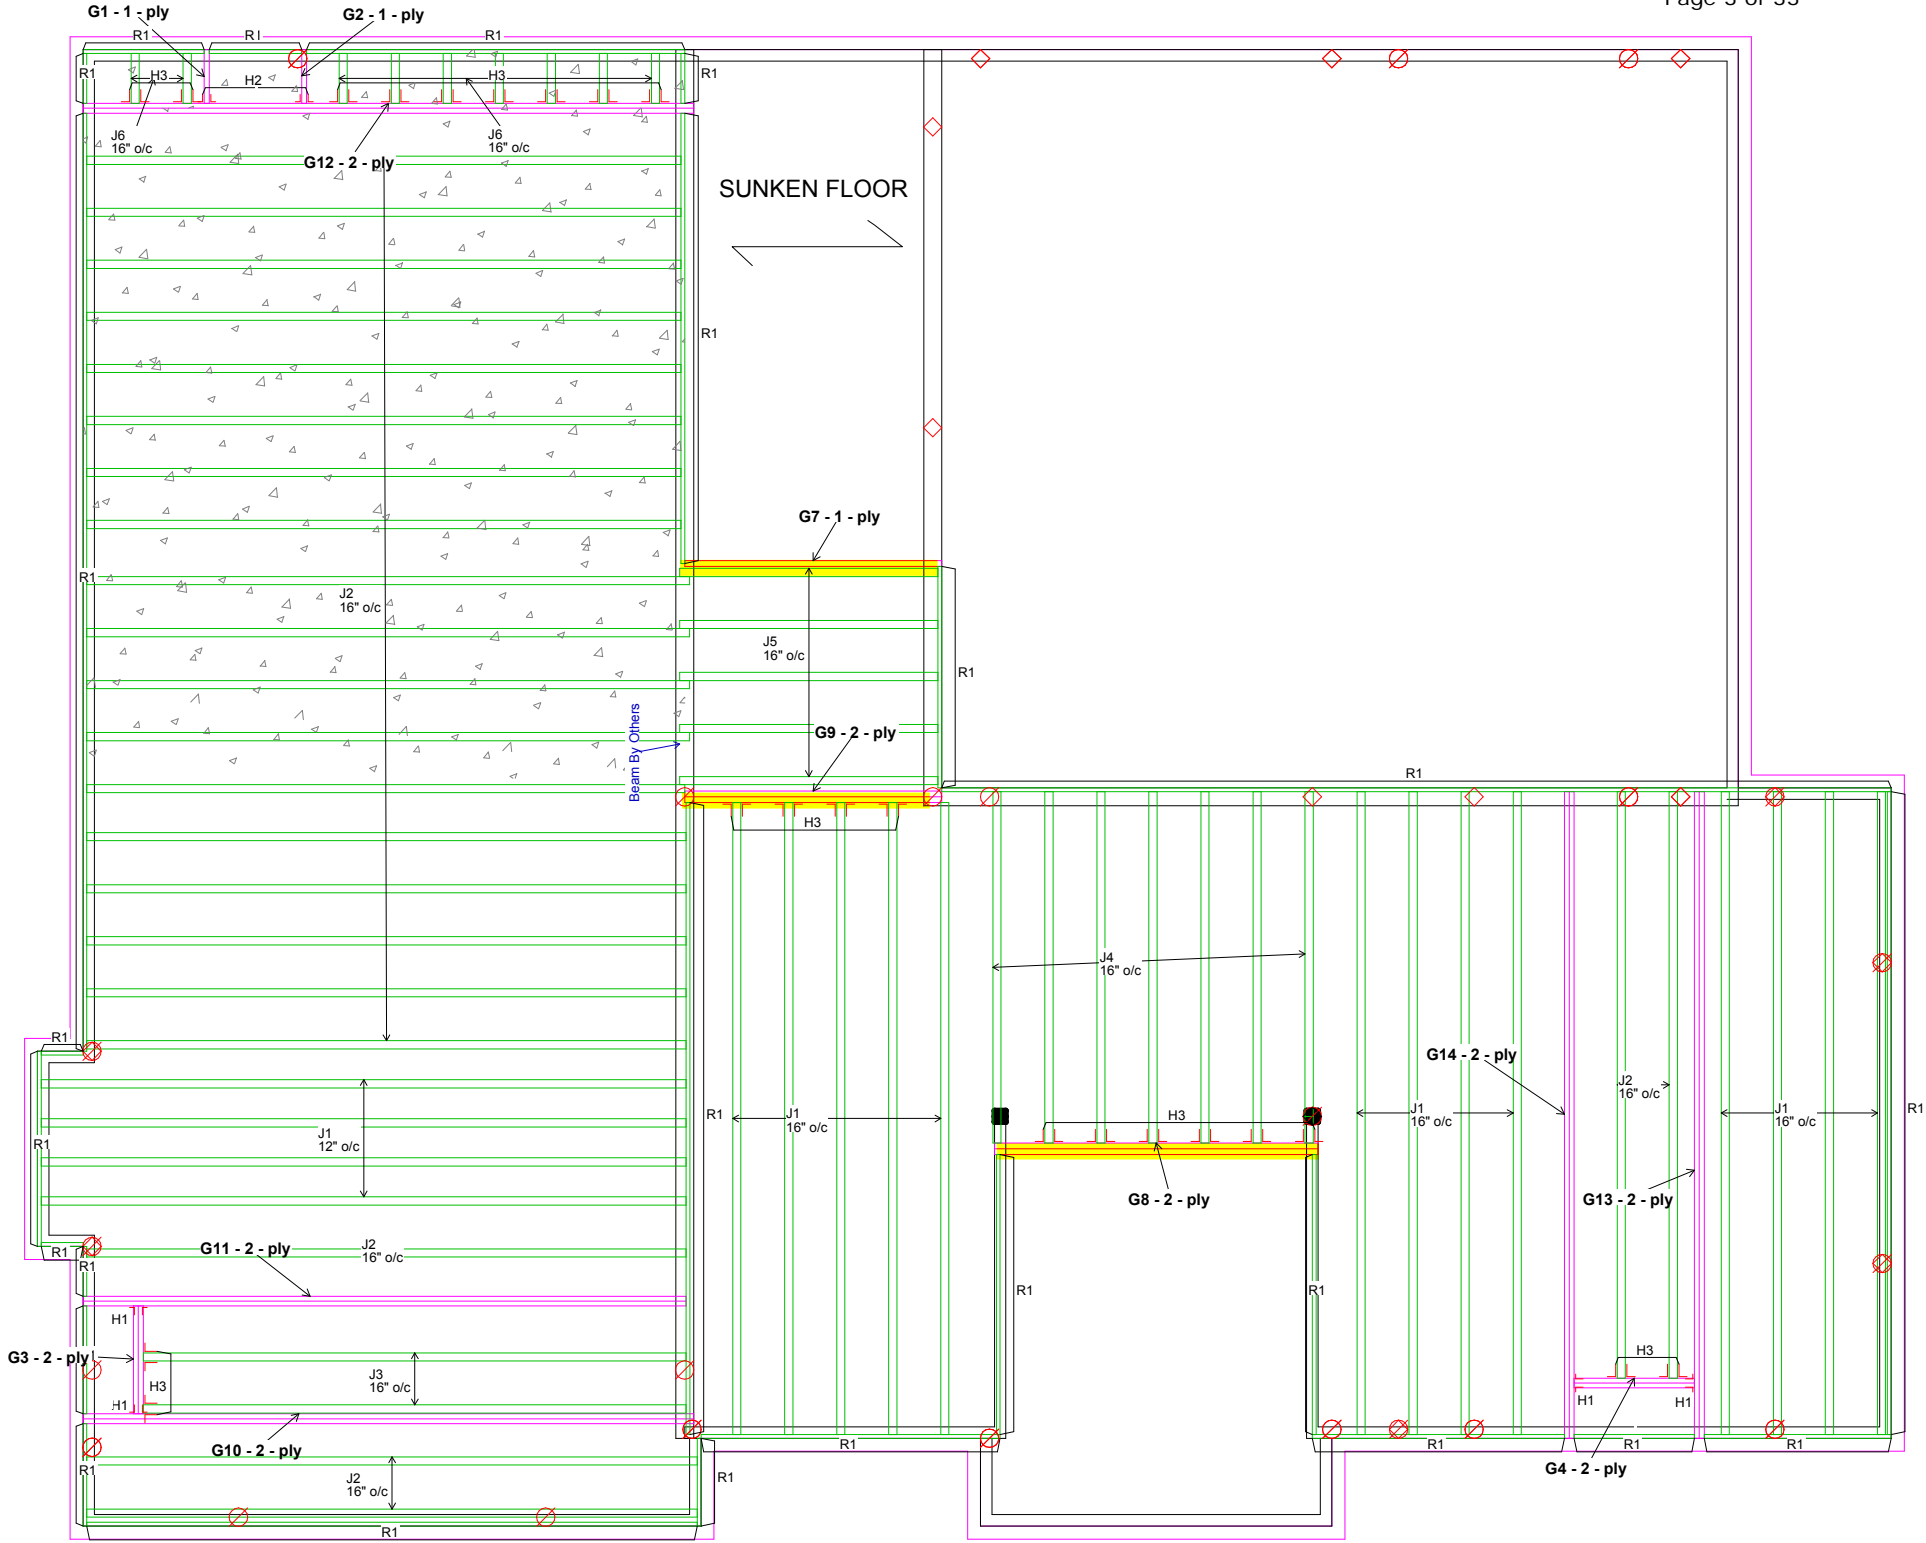 Page 3 of 35
G1 - 1 - ply
G2 - 1 - ply
R1
R I
R1
R1
H3
H2
H3
R1
J6
16" o/c
J6
16" o/c
G12 - 2 - ply
SUNKEN FLOOR
R1
G7 - 1 - ply
R1
J2
16" o/c
J5
16" o/c
R1
Beam By Others
G9 - 2 - ply
R1
H3
J4
16" o/c
R1
R1
G14 - 2 - ply
J2
16" o/c
J1
16" o/c
H3
J1
16" o/c
J1
16" o/c
R1
R1
J1
12" o/c
R1
G8 - 2 - ply
G13 - 2 - ply
R1
R1
G11 - 2 - ply
J2
16" o/c
R1
R1
H1
G3 - 2 - ply
H3
J3
16" o/c
H3
H1
H1
H1
G10 - 2 - ply
R1
R1
R1
R1
R1
J2
16" o/c
R1
G4 - 2 - ply
R1